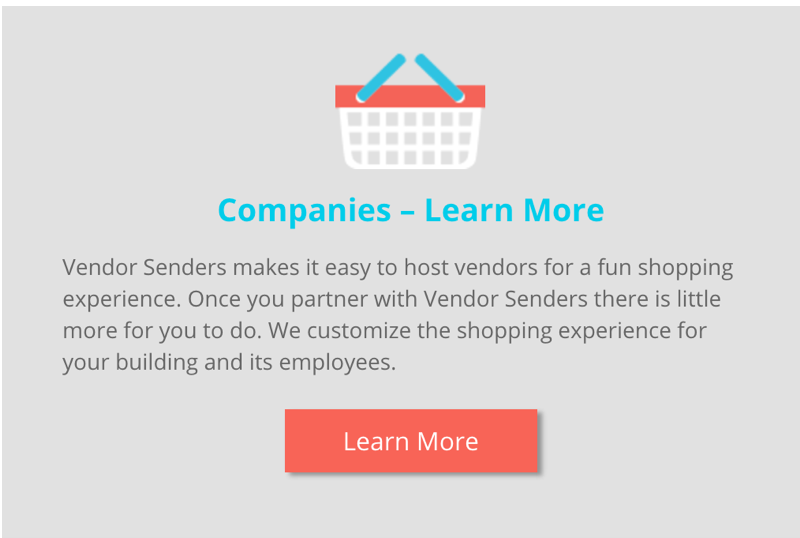 Companies – Learn More
Vendor Senders makes it easy to host vendors for a fun shopping
experience. Once you partner with Vendor Senders there is little
more for you to do. We customize the shopping experience for
your building and its employees.
Learn More